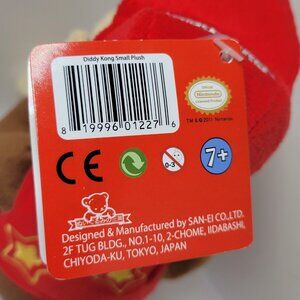 Diddy Kong Small Plush
8 19996 01227 6
Official
Nintendo
Licensed Product
TM & © 2011 Nintendo
CE
0-3
7+
Designed & Manufactured by SAN-EI CO.,LTD.
2F TUG BLDG., NO.1-10, 2-CHOME, IIDABASHI,
CHIYODA-KU, TOKYO, JAPAN